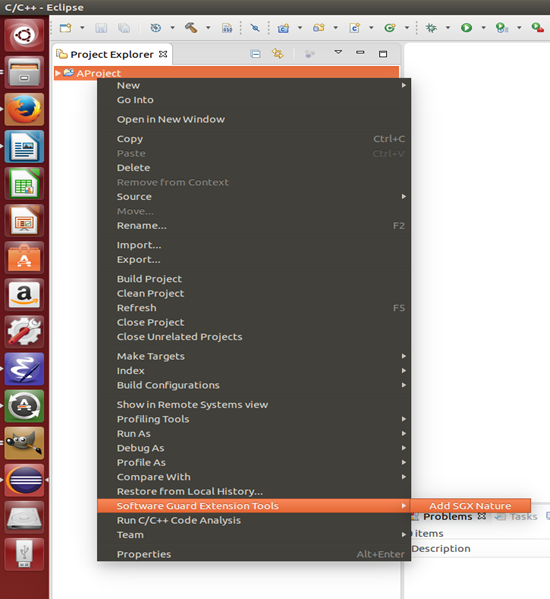 C/C++ - Eclipse
Project Explorer
AProject
New
Go Into
Open in New Window
Copy Ctrl+C
Paste Ctrl+V
Delete
Remove from Context
Source
Move...
Rename... F2
Import...
Export...
Build Project
Clean Project
Refresh F5
Close Project
Close Unrelated Projects
Make Targets
Index
Build Configurations
Show in Remote Systems view
Profiling Tools
Run As
Debug As
Profile As
Compare With
Restore from Local History...
Software Guard Extension Tools Add SGX Nature
Run C/C++ Code Analysis Problems Tasks
Team items
Description
Properties Alt+Enter